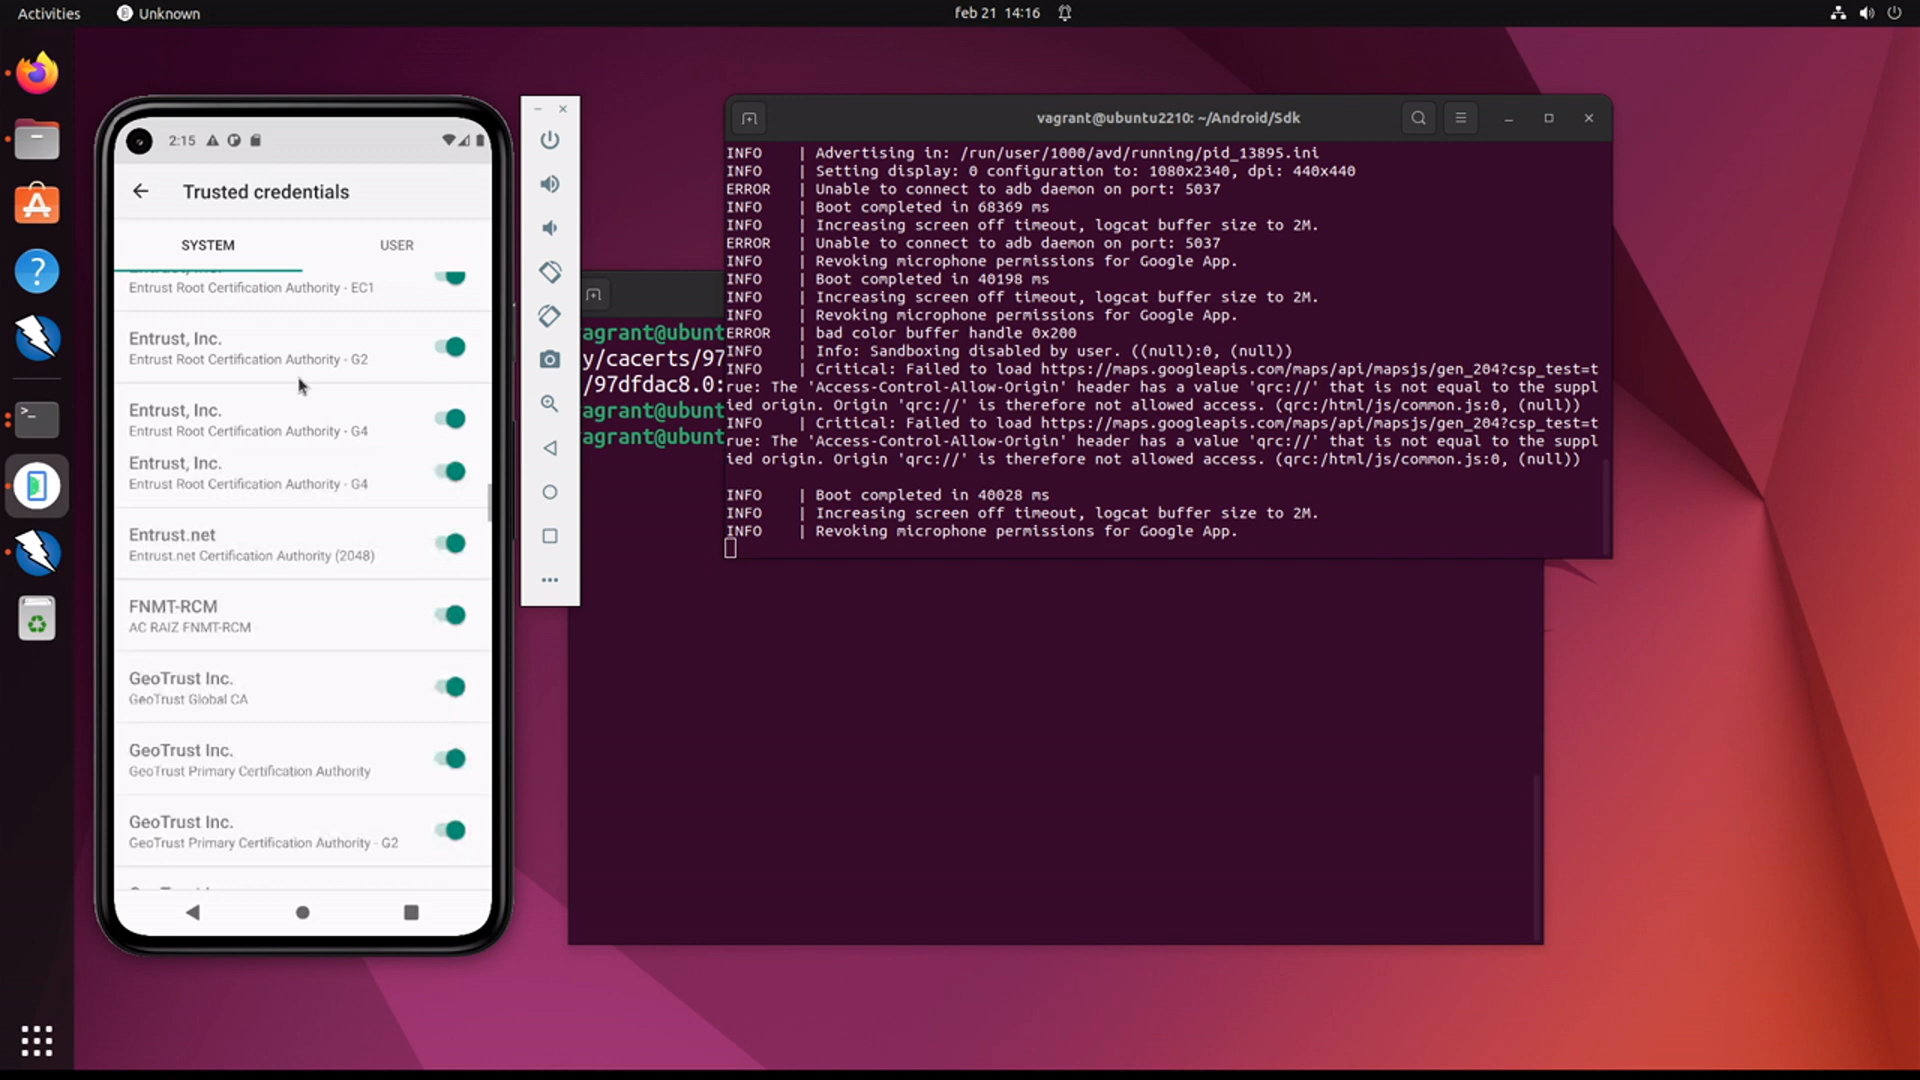 Activities
Unknown
feb 21 14:16
2:15
Trusted credentials
SYSTEM
USER
Entrust Root Certification Authority - EC1
Entrust, Inc.
Entrust Root Certification Authority - G2
Entrust, Inc.
Entrust Root Certification Authority - G4
Entrust, Inc.
Entrust Root Certification Authority - G4
Entrust.net
Entrust.net Certification Authority (2048)
FNMT-RCM
AC RAIZ FNMT-RCM
GeoTrust Inc.
GeoTrust Global CA
GeoTrust Inc.
GeoTrust Primary Certification Authority
GeoTrust Inc.
GeoTrust Primary Certification Authority - G2
agrant@ubunt
y/cacerts/97
/97dfdac8.0:
agrant@ubunt
agrant@ubunt
vagrant@ubuntu2210: ~/Android/Sdk
INFO | Advertising in: /run/user/1000/avd/running/pid_13895.ini
INFO | Setting display: 0 configuration to: 1080x2340, dpi: 440x440
ERROR | Unable to connect to adb daemon on port: 5037
INFO | Boot completed in 68369 ms
INFO | Increasing screen off timeout, logcat buffer size to 2M.
ERROR | Unable to connect to adb daemon on port: 5037
INFO | Revoking microphone permissions for Google App.
INFO | Boot completed in 40198 ms
INFO | Increasing screen off timeout, logcat buffer size to 2M.
INFO | Revoking microphone permissions for Google App.
ERROR | bad color buffer handle 0x200
INFO | Info: Sandboxing disabled by user. ((null):0, (null))
INFO | Critical: Failed to load https://maps.googleapis.com/maps/api/mapsjs/gen_204?csp_test=t
rue: The 'Access-Control-Allow-Origin' header has a value 'qrc://' that is not equal to the suppl
ied origin. Origin 'qrc://' is therefore not allowed access. (qrc:/html/js/common.js:0, (null))
INFO | Critical: Failed to load https://maps.googleapis.com/maps/api/mapsjs/gen_204?csp_test=t
rue: The 'Access-Control-Allow-Origin' header has a value 'qrc://' that is not equal to the suppl
ied origin. Origin 'qrc://' is therefore not allowed access. (qrc:/html/js/common.js:0, (null))
INFO | Boot completed in 40028 ms
INFO | Increasing screen off timeout, logcat buffer size to 2M.
INFO | Revoking microphone permissions for Google App.